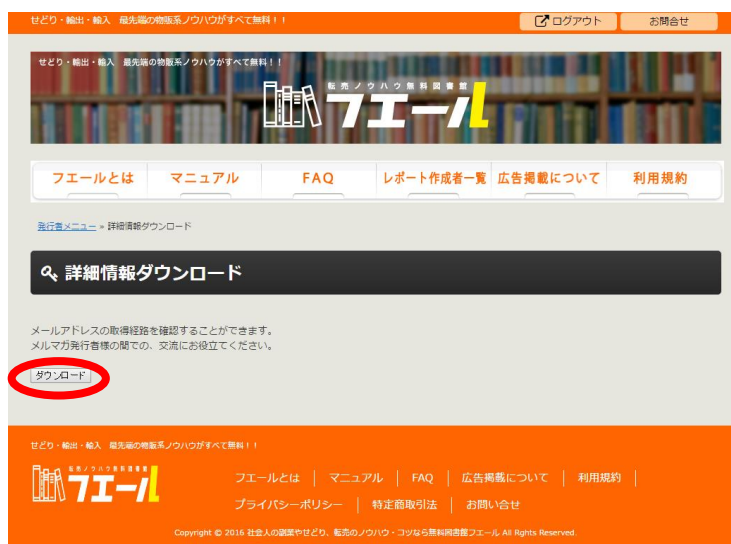 せどり・輸出・輸入 最先端の物販系ノウハウがすべて無料！！
ログアウト
お問合せ
せどり・輸出・輸入 最先端の物販系ノウハウがすべて無料！！
転売ノウハウ無料図書館
フエール
フエールとは
マニュアル
FAQ
レポート作成者一覧
広告掲載について
利用規約
発行者メニュー » 詳細情報ダウンロード
詳細情報ダウンロード
メールアドレスの取得経路を確認することができます。
メルマガ発行者様の間での、交流にお役立てください。
ダウンロード
せどり・輸出・輸入 最先端の物販系ノウハウがすべて無料！！
転売ノウハウ無料図書館
フエール
フエールとは ｜ マニュアル ｜ FAQ ｜ 広告掲載について ｜ 利用規約 ｜
プライバシーポリシー ｜ 特定商取引法 ｜ お問い合せ
Copyright © 2016 社会人の副業やせどり、転売のノウハウ・コツなら無料図書館フエール All Rights Reserved.